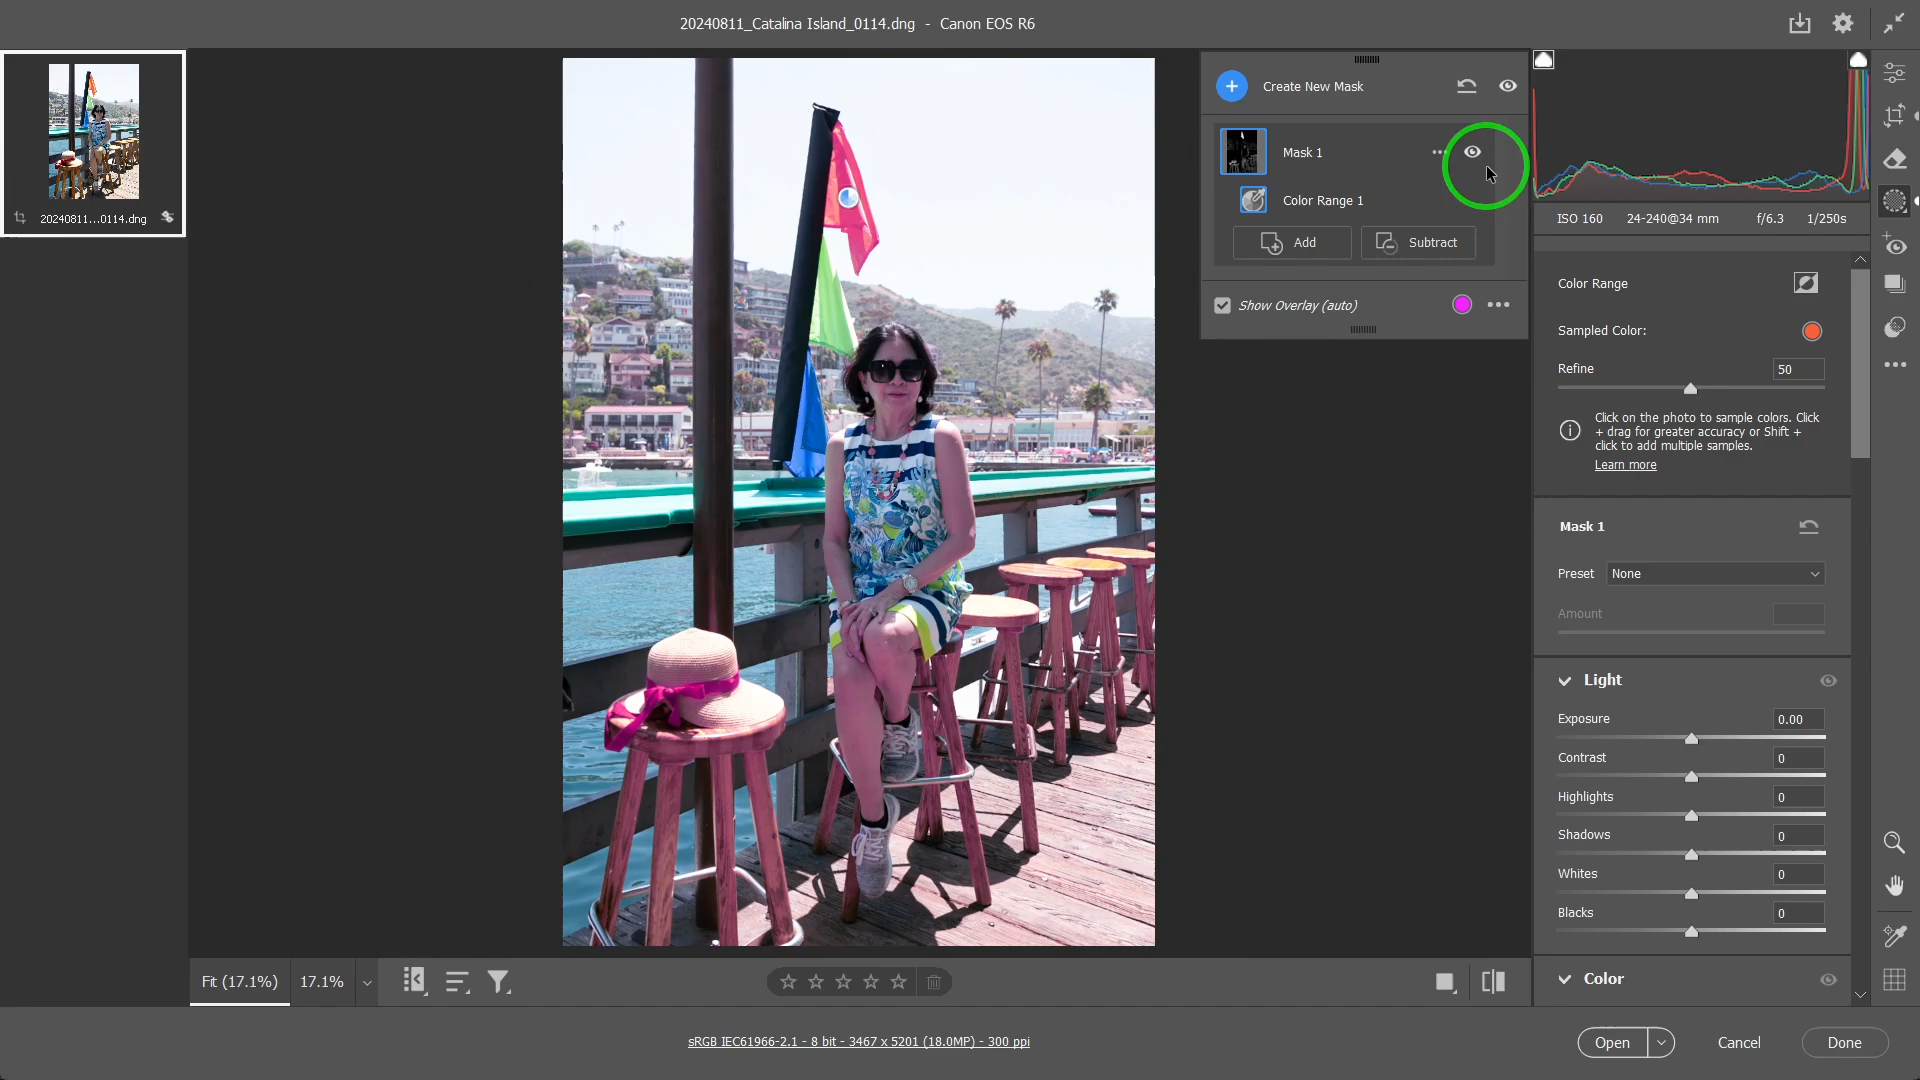 20240811_Catalina Island_0114.dng - Canon EOS R6
20240811...0114.dng
Create New Mask
Mask 1
Color Range 1
Add
Subtract
Show Overlay (auto)
ISO 160 24-240@34 mm f/6.3 1/250s
Color Range
Sampled Color:
Refine 50
Click on the photo to sample colors. Click
+ drag for greater accuracy or Shift +
click to add multiple samples.
Learn more
Mask 1
Preset None
Amount
Light
Exposure 0.00
Contrast 0
Highlights 0
Shadows 0
Whites 0
Blacks 0
Color
Fit (17.1%) 17.1%
sRGB IEC61966-2.1 - 8 bit - 3467 x 5201 (18.0MP) - 300 ppi
Open Cancel Done